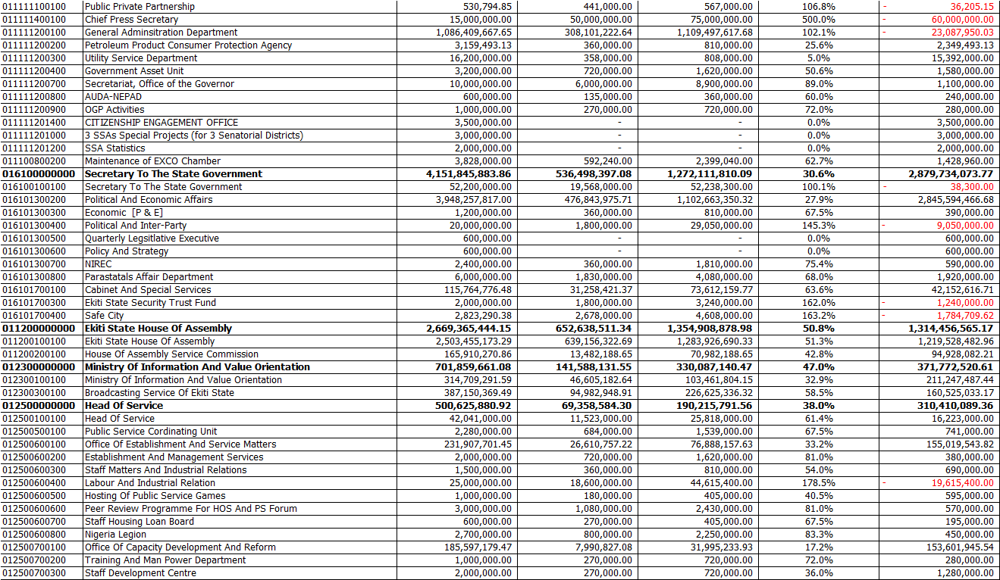 011111100100 Public Private Partnership 530,794.85 441,000.00 567,000.00 106.8% - 36,205.15
011111400100 Chief Press Secretary 15,000,000.00 50,000,000.00 75,000,000.00 500.0% - 60,000,000.00
011111200100 General Adminsitration Department 1,086,409,667.65 308,101,222.64 1,109,497,617.68 102.1% - 23,087,950.03
011111200200 Petroleum Product Consumer Protection Agency 3,159,493.13 360,000.00 810,000.00 25.6% 2,349,493.13
011111200300 Utility Service Department 16,200,000.00 358,000.00 808,000.00 5.0% 15,392,000.00
011111200400 Government Asset Unit 3,200,000.00 720,000.00 1,620,000.00 50.6% 1,580,000.00
011111200700 Secretariat, Office of the Governor 10,000,000.00 6,000,000.00 8,900,000.00 89.0% 1,100,000.00
011111200800 AUDA-NEPAD 600,000.00 135,000.00 360,000.00 60.0% 240,000.00
011111200900 OGP Activities 1,000,000.00 270,000.00 720,000.00 72.0% 280,000.00
011111201400 CITIZENSHIP ENGAGEMENT OFFICE 3,500,000.00 - - 0.0% 3,500,000.00
011111201000 3 SSAs Special Projects (for 3 Senatorial Districts) 3,000,000.00 - - 0.0% 3,000,000.00
011111201200 SSA Statistics 2,000,000.00 - - 0.0% 2,000,000.00
011100800200 Maintenance of EXCO Chamber 3,828,000.00 592,240.00 2,399,040.00 62.7% 1,428,960.00
016100000000 Secretary To The State Government 4,151,845,883.86 536,498,397.08 1,272,111,810.09 30.6% 2,879,734,073.77
016100100100 Secretary To The State Government 52,200,000.00 19,568,000.00 52,238,300.00 100.1% - 38,300.00
016101300200 Political And Economic Affairs 3,948,257,817.00 476,843,975.71 1,102,663,350.32 27.9% 2,845,594,466.68
016101300300 Economic [P & E] 1,200,000.00 360,000.00 810,000.00 67.5% 390,000.00
016101300400 Political And Inter-Party 20,000,000.00 1,800,000.00 29,050,000.00 145.3% - 9,050,000.00
016101300500 Quarterly Legsitlative Executive 600,000.00 - - 0.0% 600,000.00
016101300600 Policy And Strategy 600,000.00 - - 0.0% 600,000.00
016101300700 NIREC 2,400,000.00 360,000.00 1,810,000.00 75.4% 590,000.00
016101300800 Parastatals Affair Department 6,000,000.00 1,830,000.00 4,080,000.00 68.0% 1,920,000.00
016101700100 Cabinet And Special Services 115,764,776.48 31,258,421.37 73,612,159.77 63.6% 42,152,616.71
016101700300 Ekiti State Security Trust Fund 2,000,000.00 1,800,000.00 3,240,000.00 162.0% - 1,240,000.00
016101700400 Safe City 2,823,290.38 2,678,000.00 4,608,000.00 163.2% - 1,784,709.62
011200000000 Ekiti State House Of Assembly 2,669,365,444.15 652,638,511.34 1,354,908,878.98 50.8% 1,314,456,565.17
011200100100 Ekiti State House Of Assembly 2,503,455,173.29 639,156,322.69 1,283,926,690.33 51.3% 1,219,528,482.96
011200200100 House Of Assembly Service Commission 165,910,270.86 13,482,188.65 70,982,188.65 42.8% 94,928,082.21
012300000000 Ministry Of Information And Value Orientation 701,859,661.08 141,588,131.55 330,087,140.47 47.0% 371,772,520.61
012300100100 Ministry Of Information And Value Orientation 314,709,291.59 46,605,182.64 103,461,804.15 32.9% 211,247,487.44
012300300100 Broadcasting Service Of Ekiti State 387,150,369.49 94,982,948.91 226,625,336.32 58.5% 160,525,033.17
012500000000 Head Of Service 500,625,880.92 69,358,584.30 190,215,791.56 38.0% 310,410,089.36
012500100100 Head Of Service 42,041,000.00 11,523,000.00 25,818,000.00 61.4% 16,223,000.00
012500500100 Public Service Cordinating Unit 2,280,000.00 684,000.00 1,539,000.00 67.5% 741,000.00
012500600100 Office Of Establishment And Service Matters 231,907,701.45 26,610,757.22 76,888,157.63 33.2% 155,019,543.82
012500600200 Establishment And Management Services 2,000,000.00 720,000.00 1,620,000.00 81.0% 380,000.00
012500600300 Staff Matters And Industrial Relations 1,500,000.00 360,000.00 810,000.00 54.0% 690,000.00
012500600400 Labour And Industrial Relation 25,000,000.00 18,600,000.00 44,615,400.00 178.5% - 19,615,400.00
012500600500 Hosting Of Public Service Games 1,000,000.00 180,000.00 405,000.00 40.5% 595,000.00
012500600600 Peer Review Programme For HOS And PS Forum 3,000,000.00 1,080,000.00 2,430,000.00 81.0% 570,000.00
012500600700 Staff Housing Loan Board 600,000.00 270,000.00 405,000.00 67.5% 195,000.00
012500600800 Nigeria Legion 2,700,000.00 800,000.00 2,250,000.00 83.3% 450,000.00
012500700100 Office Of Capacity Development And Reform 185,597,179.47 7,990,827.08 31,995,233.93 17.2% 153,601,945.54
012500700200 Training And Man Power Department 1,000,000.00 270,000.00 720,000.00 72.0% 280,000.00
012500700300 Staff Development Centre 2,000,000.00 270,000.00 720,000.00 36.0% 1,280,000.00